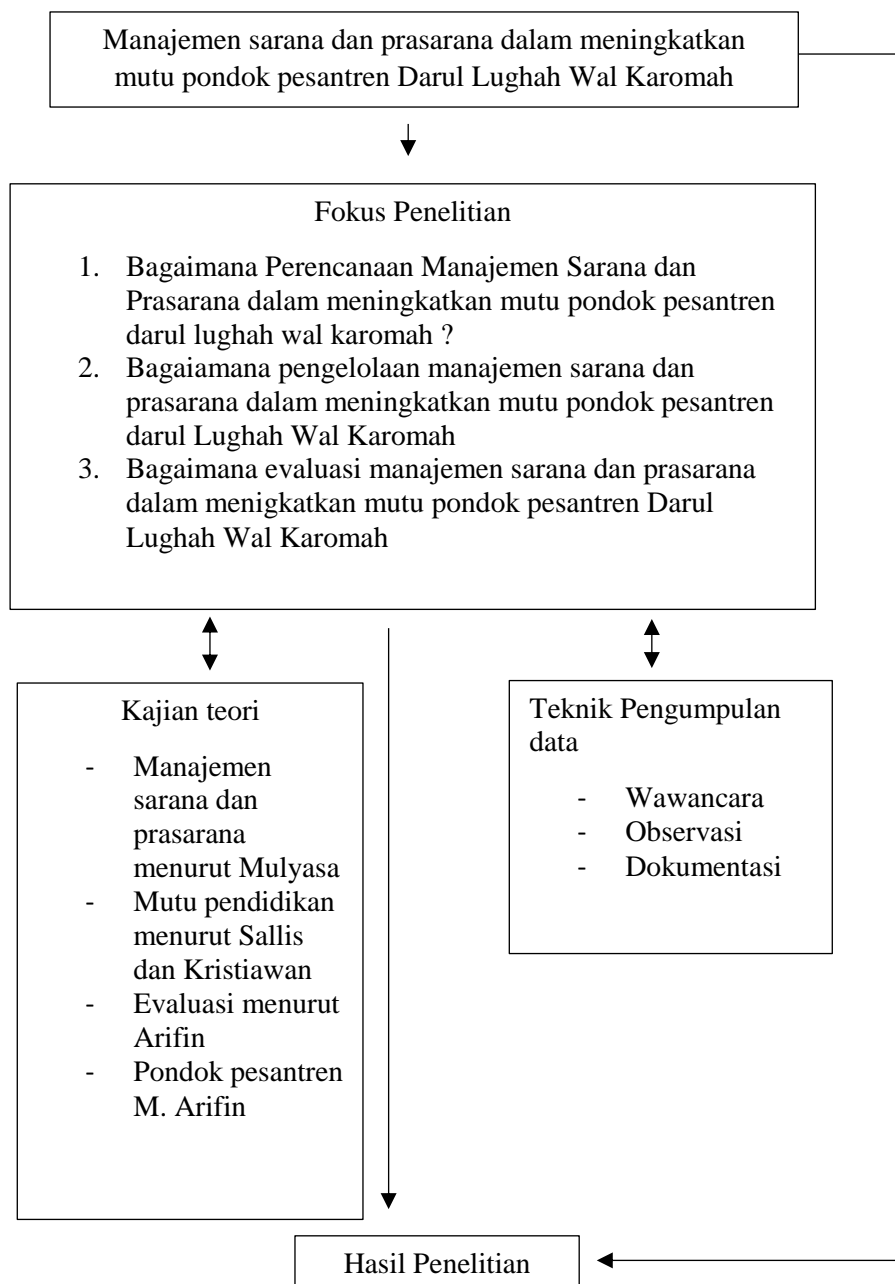 Manajemen sarana dan prasarana dalam meningkatkan
mutu pondok pesantren Darul Lughah Wal Karomah
Fokus Penelitian
1. Bagaimana Perencanaan Manajemen Sarana dan
Prasarana dalam meningkatkan mutu pondok pesantren
darul lughah wal karomah ?
2. Bagaiamana pengelolaan manajemen sarana dan
prasarana dalam meningkatkan mutu pondok pesantren
darul Lughah Wal Karomah
3. Bagaimana evaluasi manajemen sarana dan prasarana
dalam menigkatkan mutu pondok pesantren Darul
Lughah Wal Karomah
Kajian teori
- Manajemen
sarana dan
prasarana
menurut Mulyasa
- Mutu pendidikan
menurut Sallis
dan Kristiawan
- Evaluasi menurut
Arifin
- Pondok pesantren
M. Arifin
Teknik Pengumpulan
data
- Wawancara
- Observasi
- Dokumentasi
Hasil Penelitian